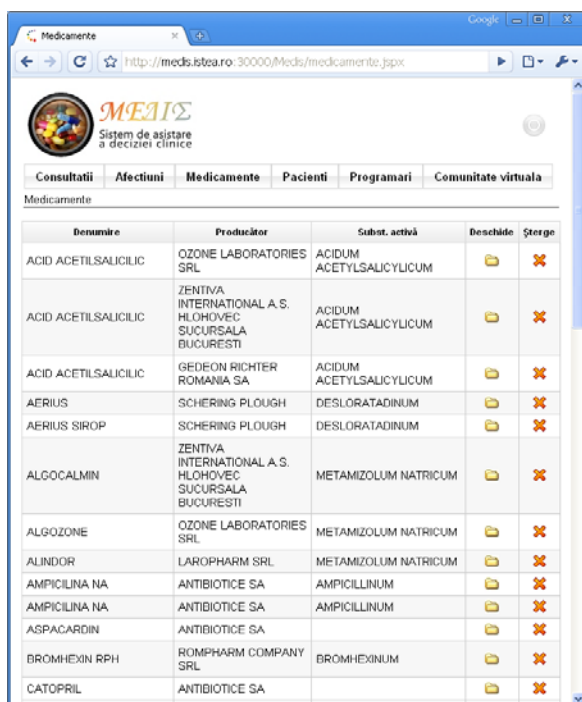 Google
Medicamente
http://medis.istea.ro:30000/Medis/medicamente.jspx
ΜΕΔΙΣ
Sistem de asistare
a deciziei clinice
Consultatii Afectiuni Medicamente Pacienti Programari Comunitate virtuala
Medicamente
Denumire Producător Subst. activă Deschide Șterge
ACID ACETILSALICILIC OZONE LABORATORIES ACIDUM
SRL ACETYLSALICYLICUM
ZENTIVA
INTERNATIONAL A.S.
ACID ACETILSALICILIC HLOHOVEC ACIDUM
SUCURSALA ACETYLSALICYLICUM
BUCURESTI
ACID ACETILSALICILIC GEDEON RICHTER ACIDUM
ROMANIA SA ACETYLSALICYLICUM
AERIUS SCHERING PLOUGH DESLORATADINUM
AERIUS SIROP SCHERING PLOUGH DESLORATADINUM
ZENTIVA
INTERNATIONAL A.S.
ALGOCALMIN HLOHOVEC METAMIZOLUM NATRICUM
SUCURSALA
BUCURESTI
ALGOZONE OZONE LABORATORIES METAMIZOLUM NATRICUM
SRL
ALINDOR LAROPHARM SRL METAMIZOLUM NATRICUM
AMPICILINA NA ANTIBIOTICE SA AMPICILLINUM
AMPICILINA NA ANTIBIOTICE SA AMPICILLINUM
ASPACARDIN ANTIBIOTICE SA
BROMHEXIN RPH ROMPHARM COMPANY BROMHEXINUM
SRL
CATOPRIL ANTIBIOTICE SA